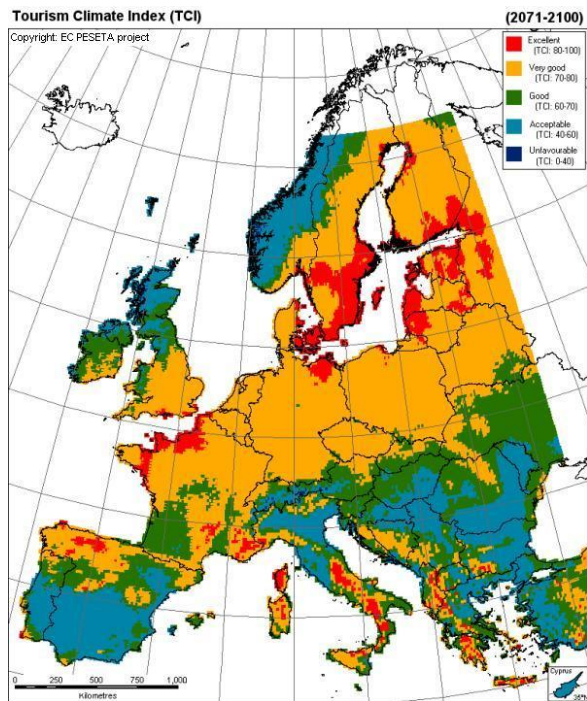 Tourism Climate Index (TCI)
(2071-2100)
Copyright: EC PESETA project
Excellent
(TCI: 80-100)
Very good
(TCI: 70-80)
Good
(TCI: 60-70)
Acceptable
(TCI: 40-60)
Unfavourable
(TCI: 0-40)
0 250 500 750 1,000
Kilometres
Cyprus